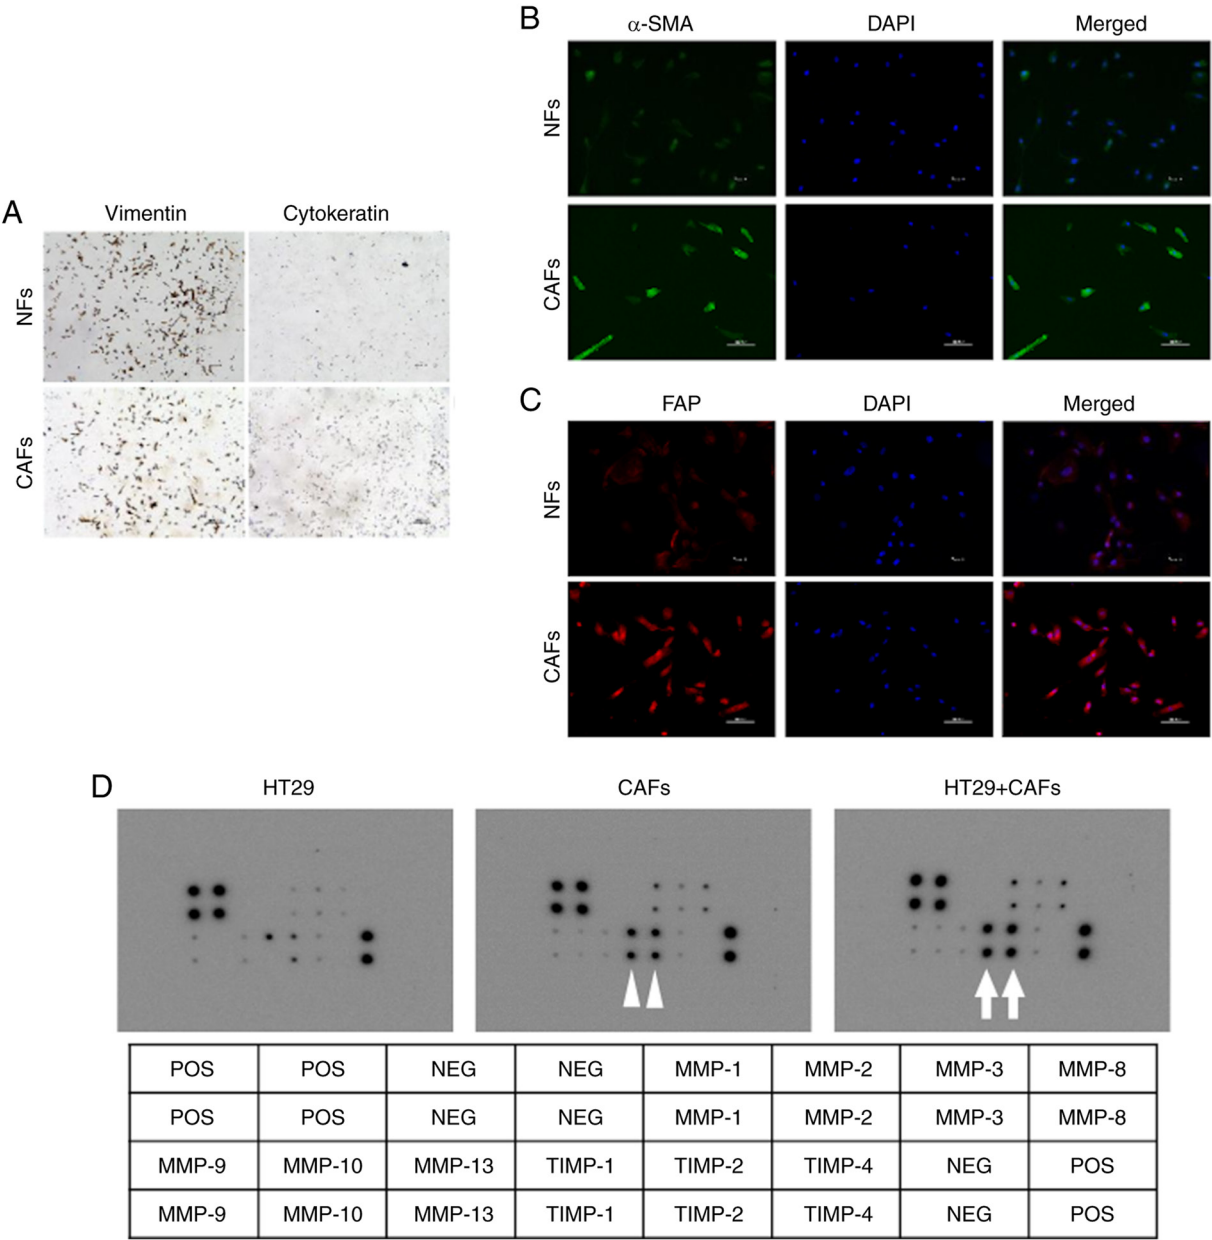 A
Vimentin Cytokeratin
NFs
CAFs
B
α-SMA DAPI Merged
NFs
CAFs
C
FAP DAPI Merged
NFs
CAFs
D
HT29 CAFs HT29+CAFs
POS POS NEG NEG MMP-1 MMP-2 MMP-3 MMP-8
POS POS NEG NEG MMP-1 MMP-2 MMP-3 MMP-8
MMP-9 MMP-10 MMP-13 TIMP-1 TIMP-2 TIMP-4 NEG POS
MMP-9 MMP-10 MMP-13 TIMP-1 TIMP-2 TIMP-4 NEG POS